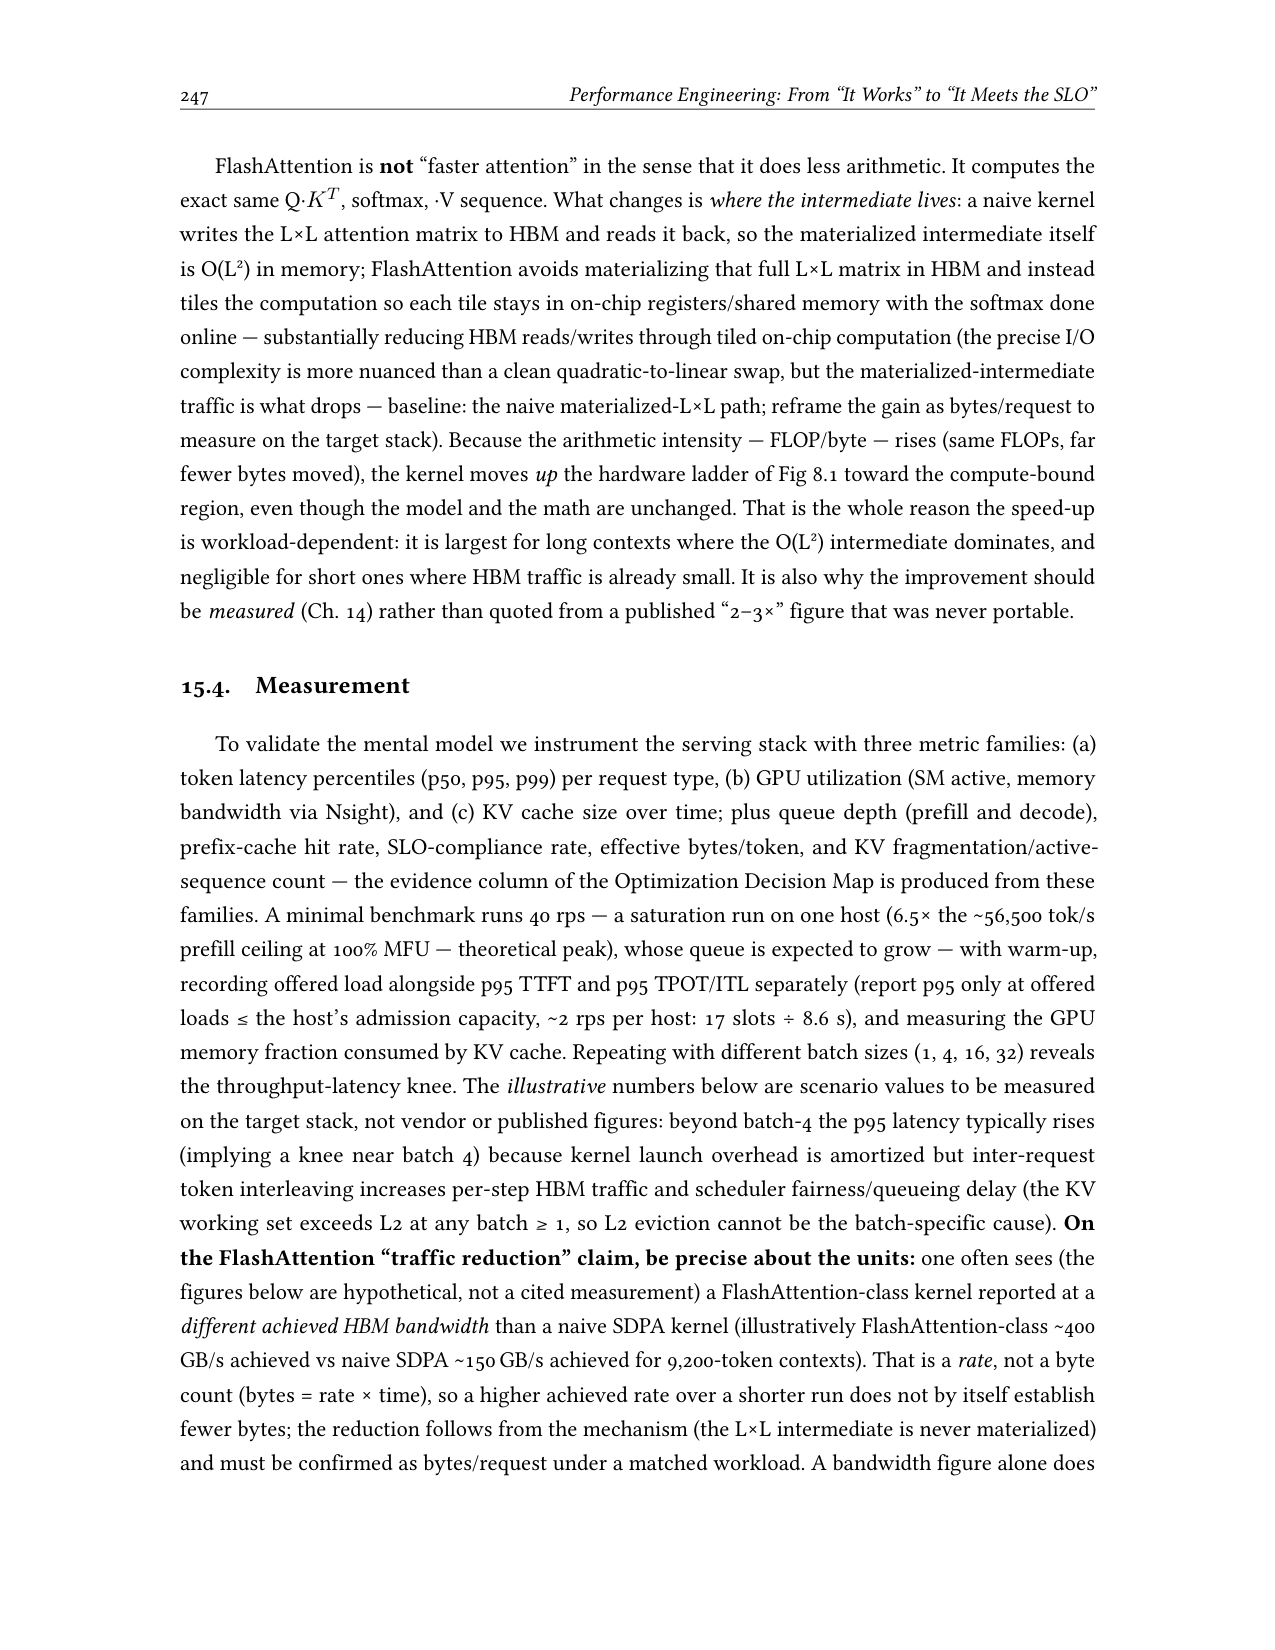 247 Performance Engineering: From “It Works” to “It Meets the SLO”
FlashAttention is not “faster attention” in the sense that it does less arithmetic. It computes the
exact same Q·Kᵀ, softmax, ·V sequence. What changes is where the intermediate lives: a naive kernel
writes the L×L attention matrix to HBM and reads it back, so the materialized intermediate itself
is O(L²) in memory; FlashAttention avoids materializing that full L×L matrix in HBM and instead
tiles the computation so each tile stays in on-chip registers/shared memory with the softmax done
online — substantially reducing HBM reads/writes through tiled on-chip computation (the precise I/O
complexity is more nuanced than a clean quadratic-to-linear swap, but the materialized-intermediate
traffic is what drops — baseline: the naive materialized-L×L path; reframe the gain as bytes/request to
measure on the target stack). Because the arithmetic intensity — FLOP/byte — rises (same FLOPs, far
fewer bytes moved), the kernel moves up the hardware ladder of Fig 8.1 toward the compute-bound
region, even though the model and the math are unchanged. That is the whole reason the speed-up
is workload-dependent: it is largest for long contexts where the O(L²) intermediate dominates, and
negligible for short ones where HBM traffic is already small. It is also why the improvement should
be measured (Ch. 14) rather than quoted from a published “2–3×” figure that was never portable.
15.4. Measurement
To validate the mental model we instrument the serving stack with three metric families: (a)
token latency percentiles (p50, p95, p99) per request type, (b) GPU utilization (SM active, memory
bandwidth via Nsight), and (c) KV cache size over time; plus queue depth (prefill and decode),
prefix-cache hit rate, SLO-compliance rate, effective bytes/token, and KV fragmentation/active-
sequence count — the evidence column of the Optimization Decision Map is produced from these
families. A minimal benchmark runs 40 rps — a saturation run on one host (6.5× the ~56,500 tok/s
prefill ceiling at 100% MFU — theoretical peak), whose queue is expected to grow — with warm-up,
recording offered load alongside p95 TTFT and p95 TPOT/ITL separately (report p95 only at offered
loads ≤ the host’s admission capacity, ~2 rps per host: 17 slots ÷ 8.6 s), and measuring the GPU
memory fraction consumed by KV cache. Repeating with different batch sizes (1, 4, 16, 32) reveals
the throughput-latency knee. The illustrative numbers below are scenario values to be measured
on the target stack, not vendor or published figures: beyond batch-4 the p95 latency typically rises
(implying a knee near batch 4) because kernel launch overhead is amortized but inter-request
token interleaving increases per-step HBM traffic and scheduler fairness/queueing delay (the KV
working set exceeds L2 at any batch ≥ 1, so L2 eviction cannot be the batch-specific cause). On
the FlashAttention “traffic reduction” claim, be precise about the units: one often sees (the
figures below are hypothetical, not a cited measurement) a FlashAttention-class kernel reported at a
different achieved HBM bandwidth than a naive SDPA kernel (illustratively FlashAttention-class ~400
GB/s achieved vs naive SDPA ~150 GB/s achieved for 9,200-token contexts). That is a rate, not a byte
count (bytes = rate × time), so a higher achieved rate over a shorter run does not by itself establish
fewer bytes; the reduction follows from the mechanism (the L×L intermediate is never materialized)
and must be confirmed as bytes/request under a matched workload. A bandwidth figure alone does